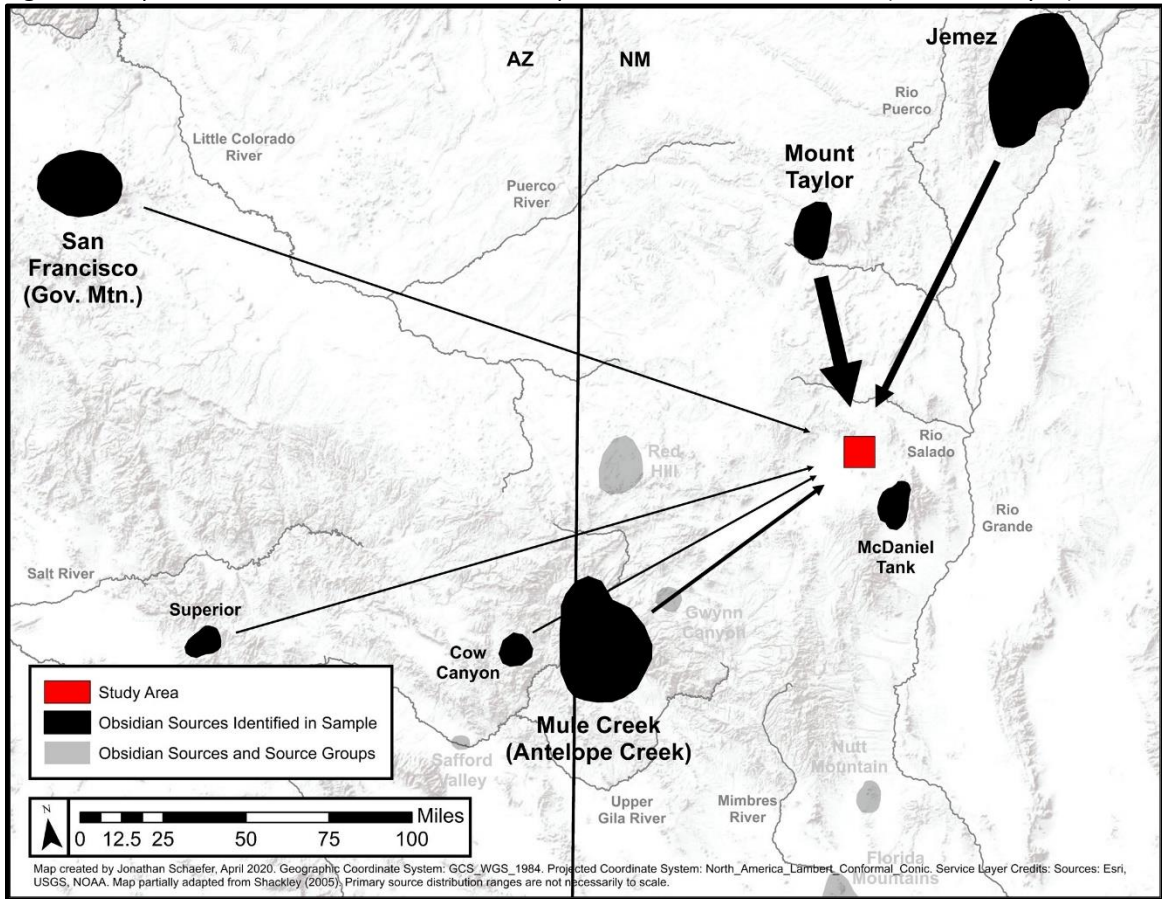 Jemez
AZ
NM
Rio
Puerco
Little Colorado
River
Mount
Taylor
Puerco
River
San
Francisco
(Gov. Mtn.)
Red
Hill
Rio
Salado
Rio
Grande
McDaniel
Tank
Salt River
Superior
Gwynn
Canyon
Cow
Canyon
Mule Creek
(Antelope Creek)
Study Area
Obsidian Sources Identified in Sample
Obsidian Sources and Source Groups
Safford
Valley
Nutt
Mountain
Upper
Gila River
Mimbres
River
N
Miles
0 12.5 25 50 75 100
Florida
Mountains
Map created by Jonathan Schaefer, April 2020. Geographic Coordinate System: GCS_WGS_1984. Projected Coordinate System: North_America_Lambert_Conformal_Conic. Service Layer Credits: Sources: Esri,
USGS, NOAA. Map partially adapted from Shackley (2005). Primary source distribution ranges are not necessarily to scale.